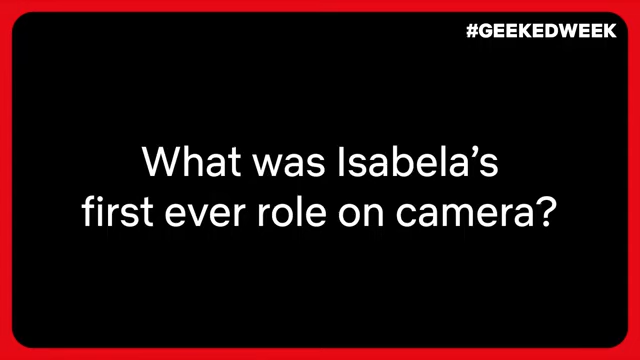 #GEEKEDWEEK
What was Isabela’s
first ever role on camera?